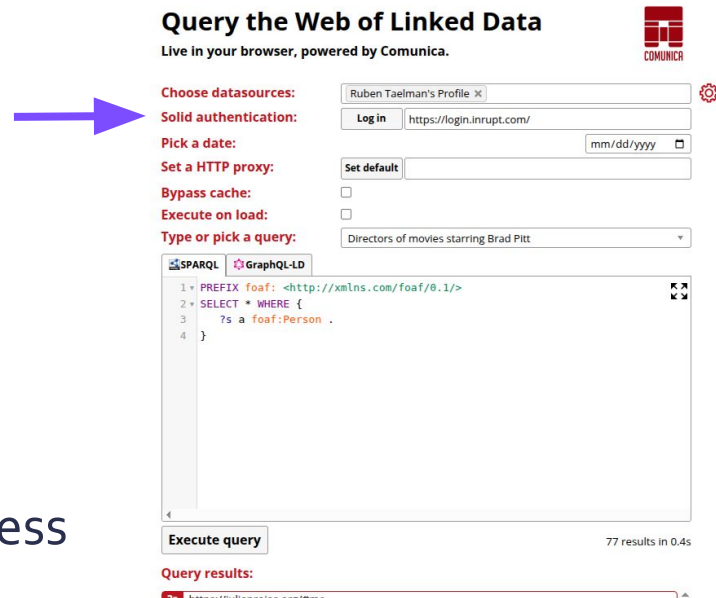 Query the Web of Linked Data
Live in your browser, powered by Comunica.
COMUNICA
Choose datasources: Ruben Taelman's Profile ×
Solid authentication: Log in https://login.inrupt.com/
Pick a date: mm/dd/yyyy
Set a HTTP proxy: Set default
Bypass cache:
Execute on load:
Type or pick a query: Directors of movies starring Brad Pitt
SPARQL GraphQL-LD
1 PREFIX foaf: <http://xmlns.com/foaf/0.1/>
2 SELECT * WHERE {
3 ?s a foaf:Person .
4 }
ess
Execute query 77 results in 0.4s
Query results: